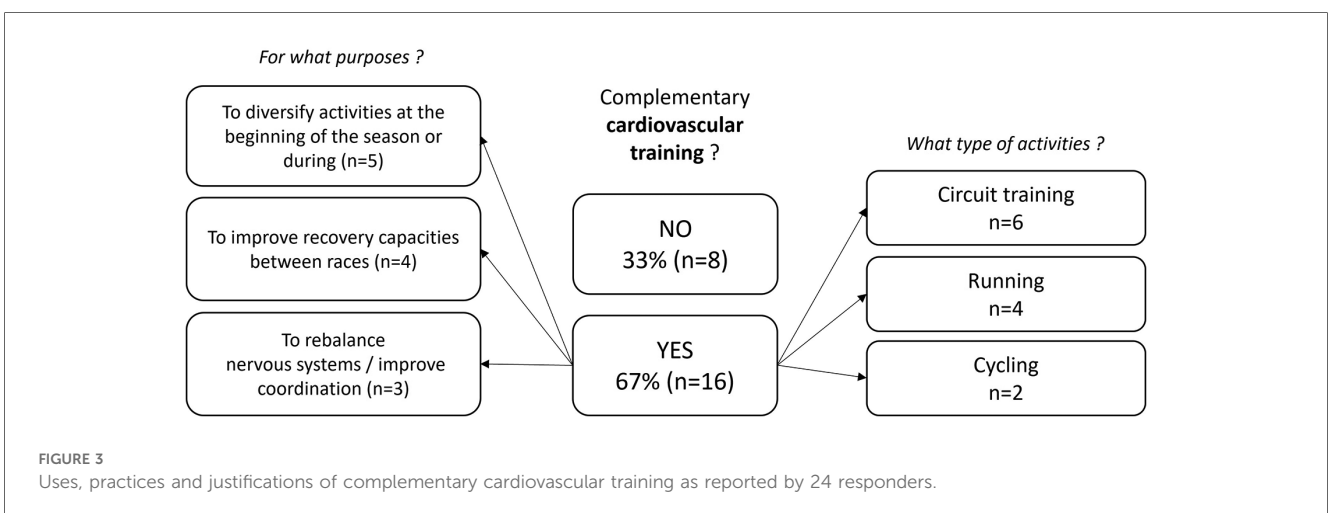 For what purposes ?
To diversify activities at the
beginning of the season or
during (n=5)
To improve recovery capacities
between races (n=4)
To rebalance
nervous systems / improve
coordination (n=3)
Complementary
cardiovascular
training ?
NO
33% (n=8)
YES
67% (n=16)
What type of activities ?
Circuit training
n=6
Running
n=4
Cycling
n=2
FIGURE 3
Uses, practices and justifications of complementary cardiovascular training as reported by 24 responders.